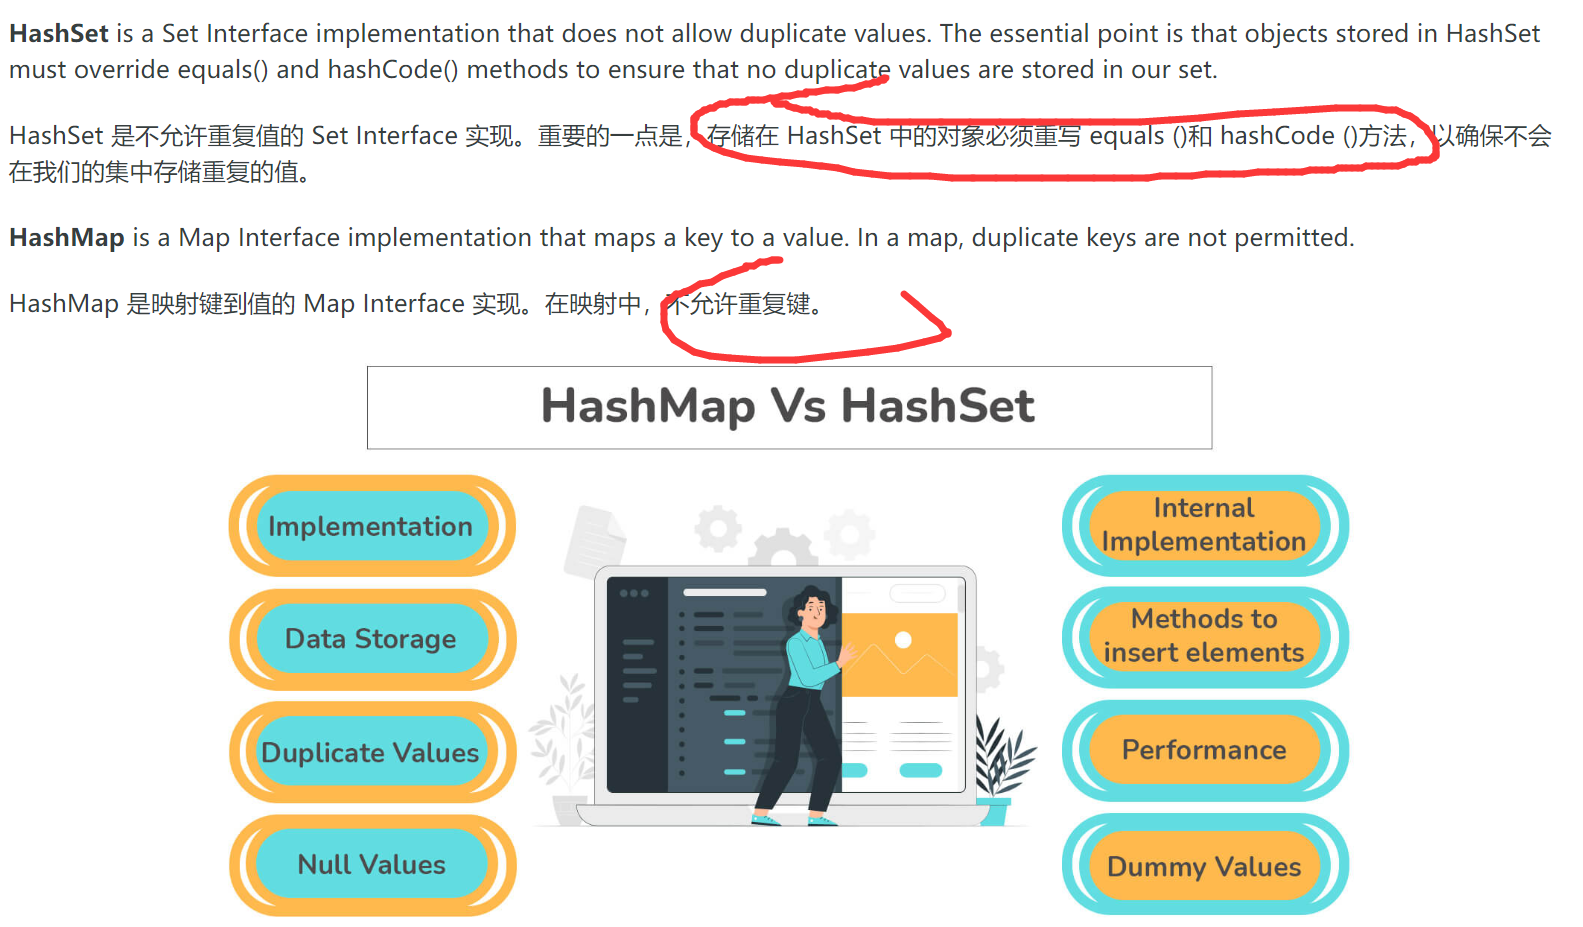 HashSet is a Set Interface implementation that does not allow duplicate values. The essential point is that objects stored in HashSet
must override equals() and hashCode() methods to ensure that no duplicate values are stored in our set.
HashSet 是不允许重复值的 Set Interface 实现。重要的一点是，存储在 HashSet 中的对象必须重写 equals ()和 hashCode ()方法，以确保不会
在我们的集中存储重复的值。
HashMap is a Map Interface implementation that maps a key to a value. In a map, duplicate keys are not permitted.
HashMap 是映射键到值的 Map Interface 实现。在映射中，不允许重复键。
HashMap Vs HashSet
Implementation
Data Storage
Duplicate Values
Null Values
Internal
Implementation
Methods to
insert elements
Performance
Dummy Values